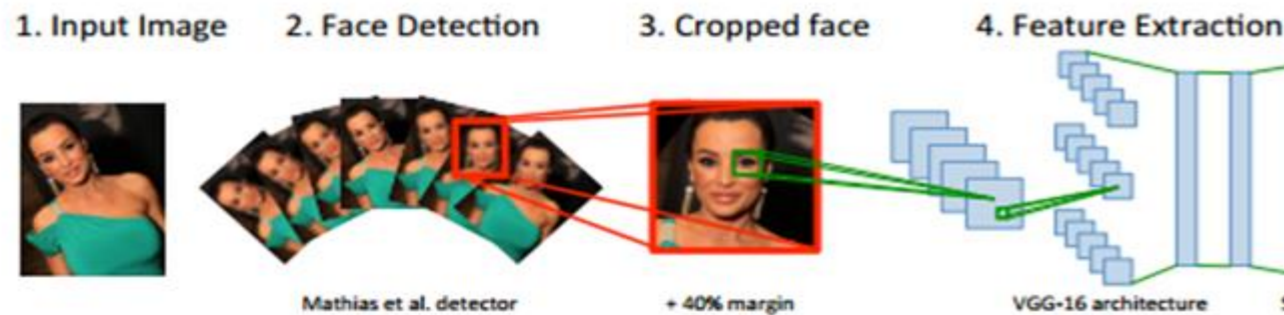 1. Input Image
2. Face Detection
3. Cropped face
4. Feature Extraction
Mathias et al. detector
+ 40% margin
VGG-16 architecture